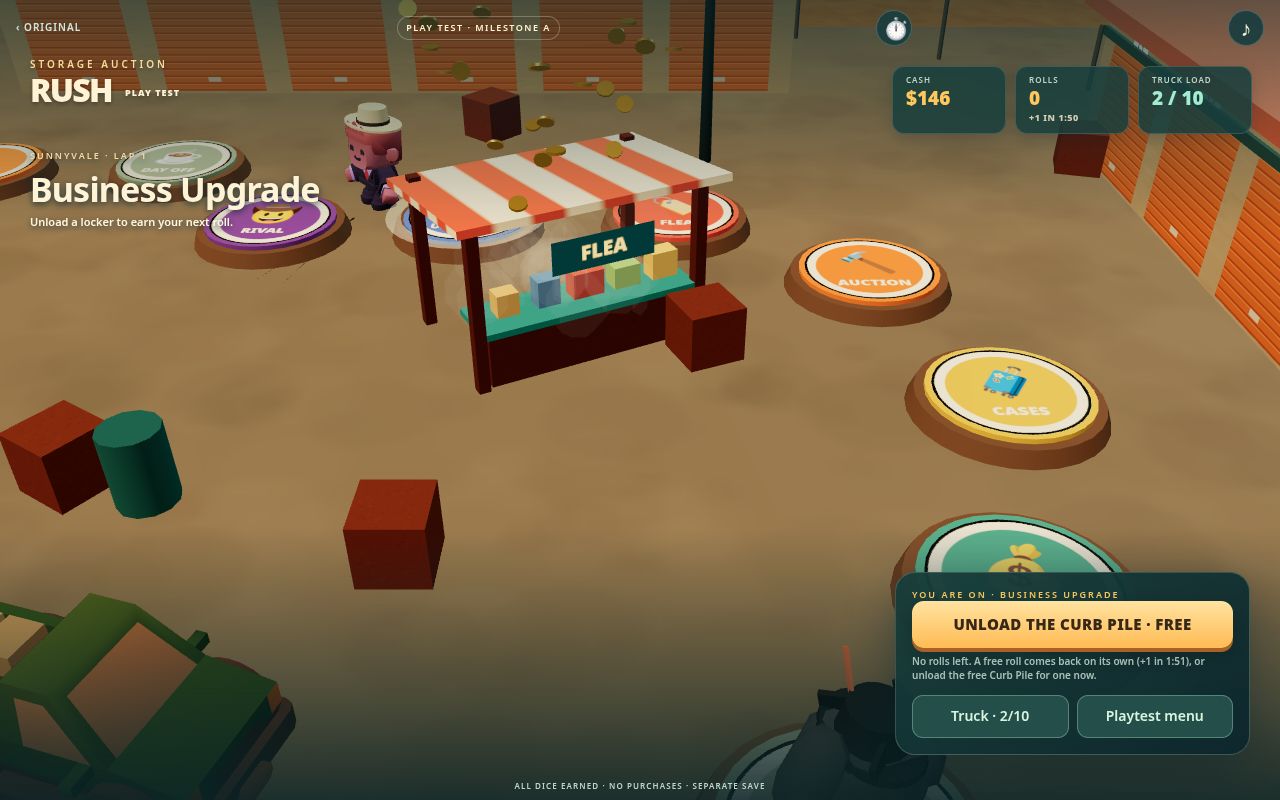 ‹ ORIGINAL
PLAY TEST · MILESTONE A
STORAGE AUCTION
RUSH PLAY TEST
CASH
$146
ROLLS
0
+1 IN 1:50
TRUCK LOAD
2 / 10
SUNNYVALE · LAP 1
Business Upgrade
Unload a locker to earn your next roll.
DAY OFF
RIVAL
FLEA
FLEA
AUCTION
CASES
$
YOU ARE ON · BUSINESS UPGRADE
UNLOAD THE CURB PILE · FREE
No rolls left. A free roll comes back on its own (+1 in 1:51), or
unload the free Curb Pile for one now.
Truck · 2/10
Playtest menu
ALL DICE EARNED · NO PURCHASES · SEPARATE SAVE